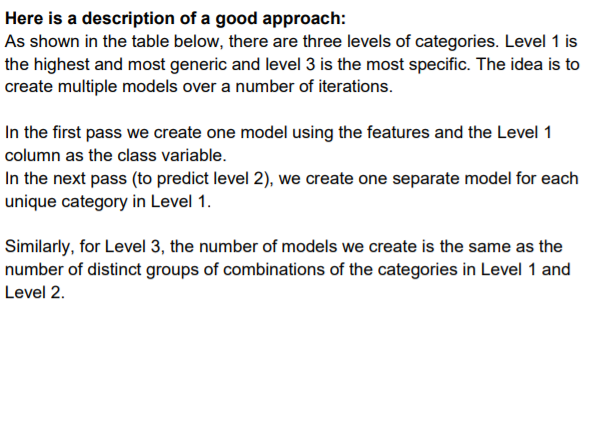 Here is a description of a good approach:
As shown in the table below, there are three levels of categories. Level 1 is
the highest and most generic and level 3 is the most specific. The idea is to
create multiple models over a number of iterations.
In the first pass we create one model using the features and the Level 1
column as the class variable.
In the next pass (to predict level 2), we create one separate model for each
unique category in Level 1.
Similarly, for Level 3, the number of models we create is the same as the
number of distinct groups of combinations of the categories in Level 1 and
Level 2.